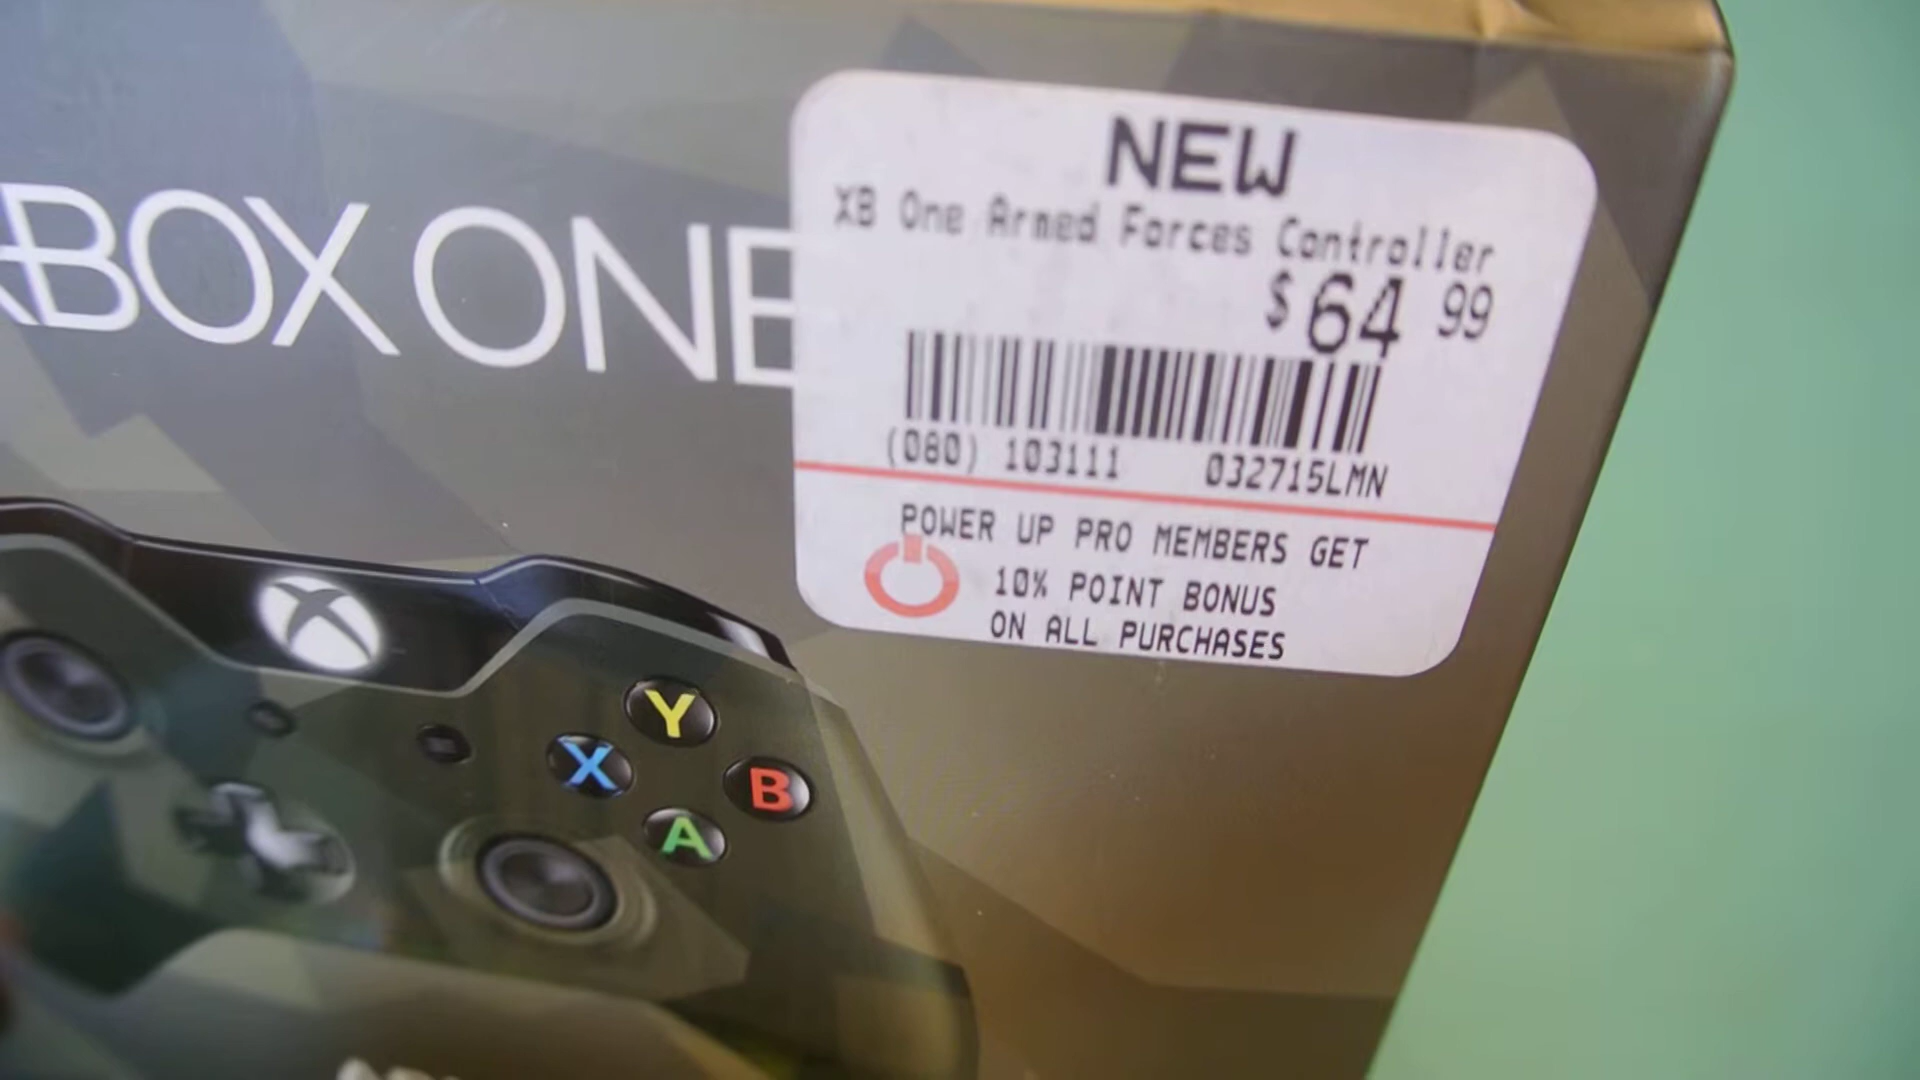 XBOX ONE
NEW
XB One Armed Forces Controller
$64 99
(080) 103111 032715LMN
POWER UP PRO MEMBERS GET
10% POINT BONUS
ON ALL PURCHASES
Y
X
B
A